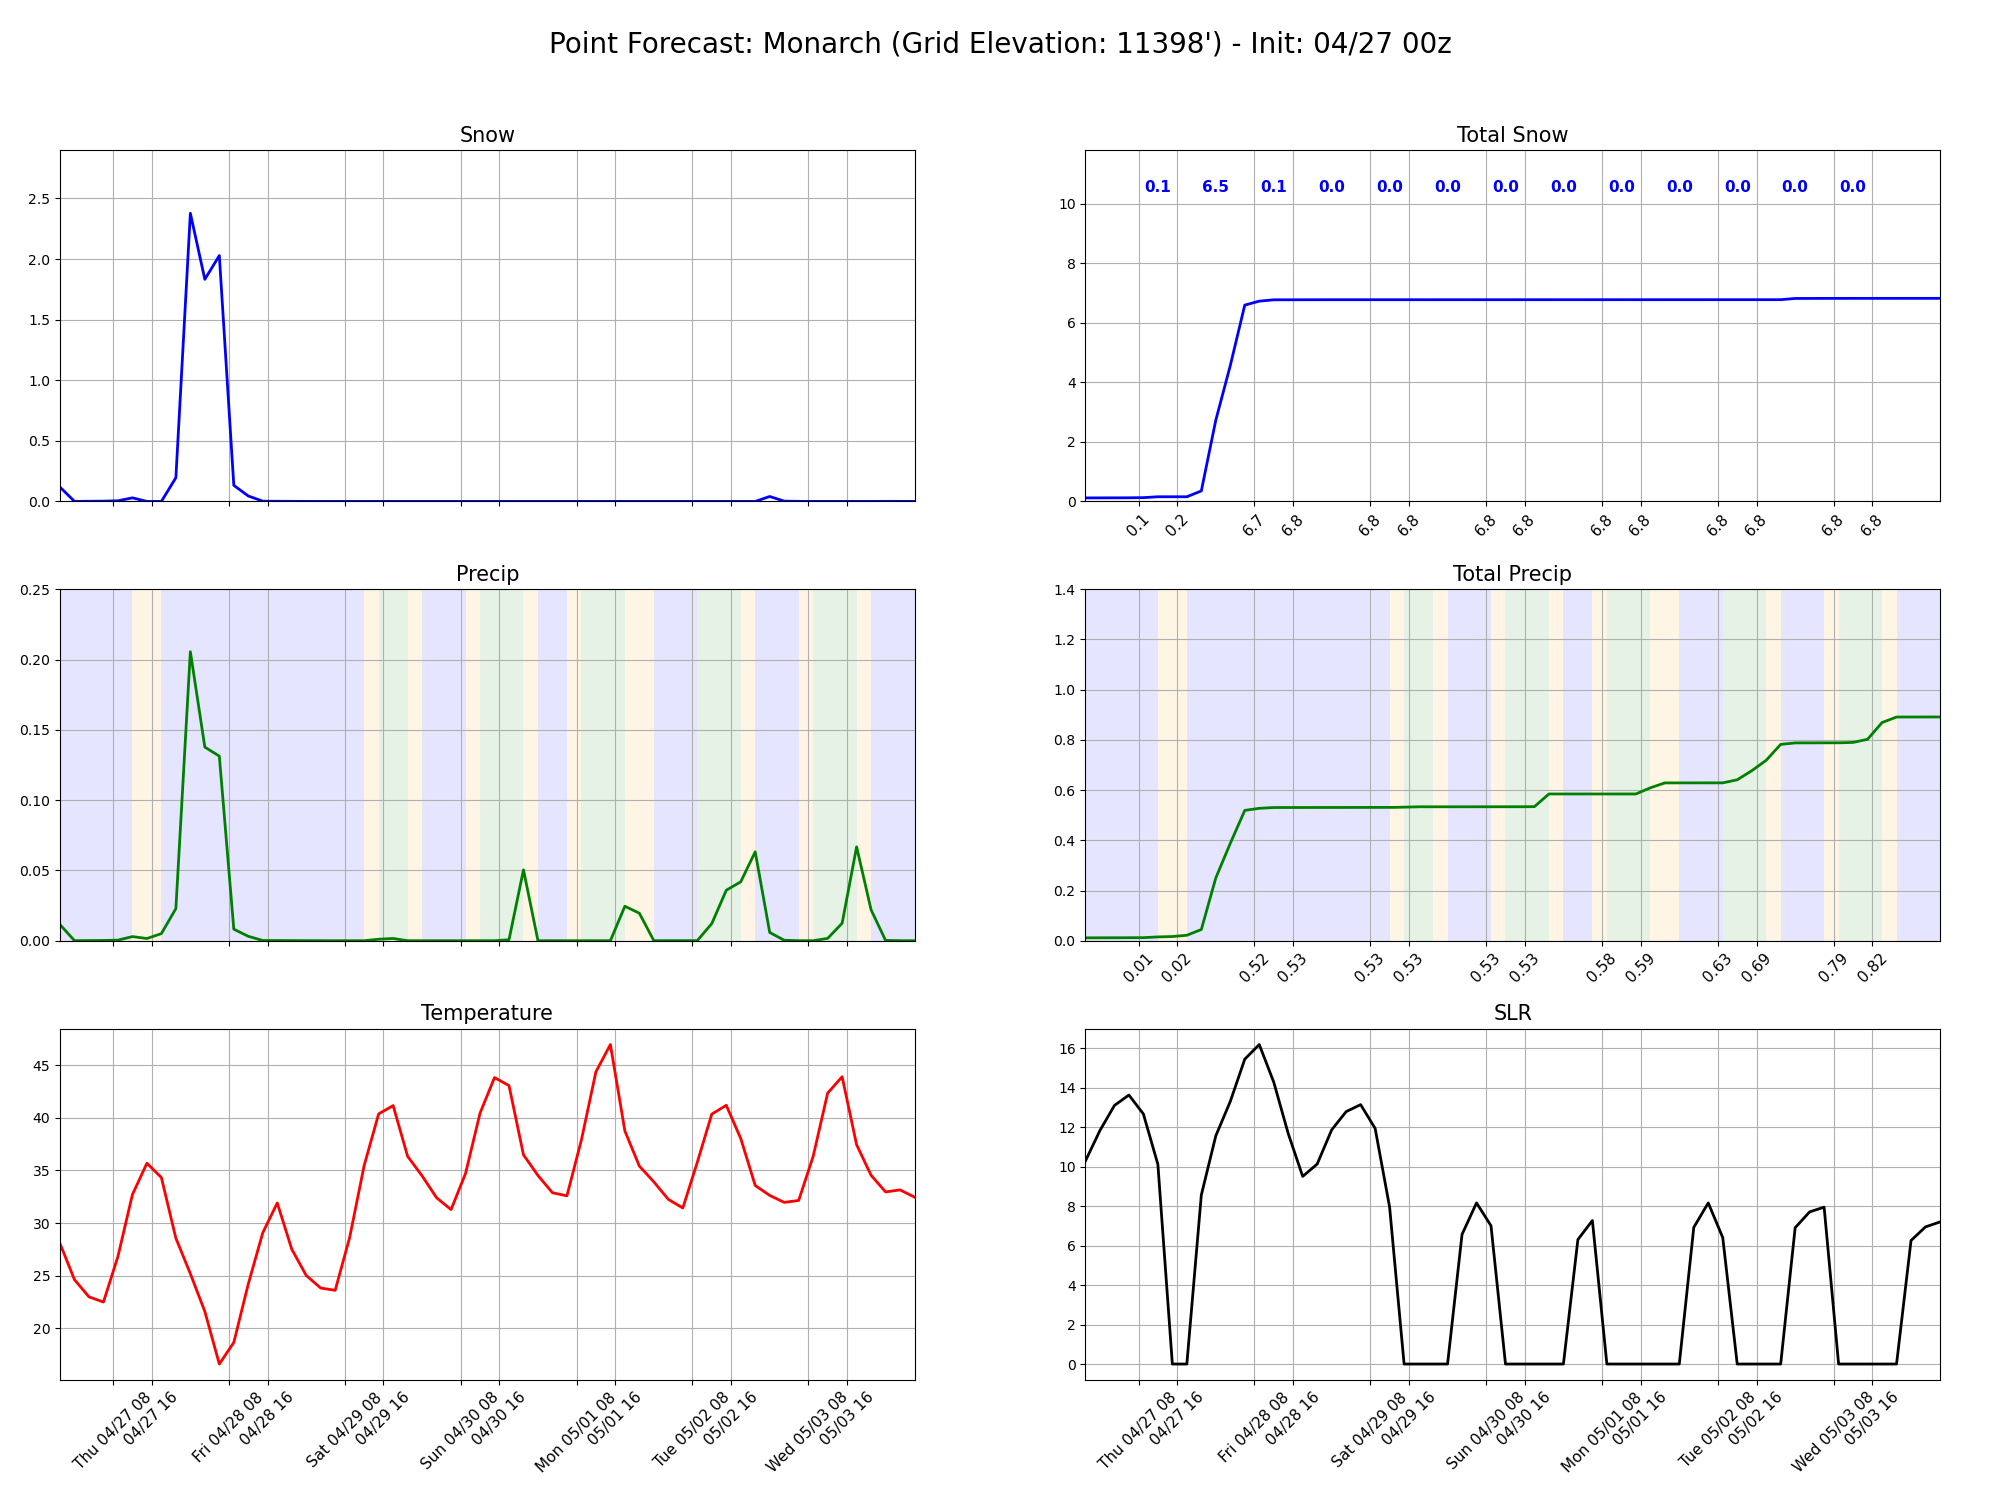 Point Forecast: Monarch (Grid Elevation: 11398') - Init: 04/27 00z
Snow
2.5
2.0
1.5
1.0
0.5
0.0
Total Snow
0.1 6.5 0.1 0.0 0.0 0.0 0.0 0.0 0.0 0.0 0.0 0.0 0.0
10
8
6
4
2
0
0.1 0.2 6.7 6.8 6.8 6.8 6.8 6.8 6.8 6.8 6.8 6.8 6.8 6.8
Precip
0.25
0.20
0.15
0.10
0.05
0.00
Total Precip
1.4
1.2
1.0
0.8
0.6
0.4
0.2
0.0
0.01 0.02 0.52 0.53 0.53 0.53 0.53 0.53 0.58 0.59 0.63 0.69 0.79 0.82
Temperature
45
40
35
30
25
20
Thu 04/27 08
04/27 16
Fri 04/28 08
04/28 16
Sat 04/29 08
04/29 16
Sun 04/30 08
04/30 16
Mon 05/01 08
05/01 16
Tue 05/02 08
05/02 16
Wed 05/03 08
05/03 16
SLR
16
14
12
10
8
6
4
2
0
Thu 04/27 08
04/27 16
Fri 04/28 08
04/28 16
Sat 04/29 08
04/29 16
Sun 04/30 08
04/30 16
Mon 05/01 08
05/01 16
Tue 05/02 08
05/02 16
Wed 05/03 08
05/03 16